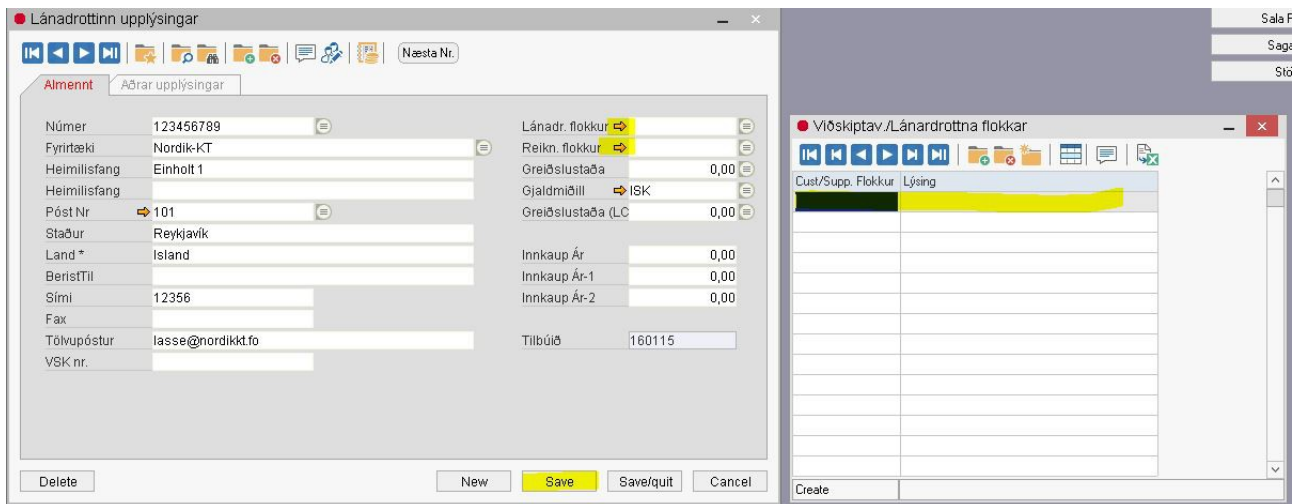 Lánadrottinn upplýsingar
Næsta Nr.
Almennt
Aðrar upplýsingar
Númer 123456789
Fyrirtæki Nordik-KT
Heimilisfang Einholt 1
Heimilisfang
Póst Nr 101
Staður Reykjavík
Land * Island
BeristTil
Sími 12356
Fax
Tölvupóstur lasse@nordikkt.fo
VSK nr.
Lánadr. flokkur
Reikn. flokkur
Greiðslustaða 0,00
Gjaldmiðill ISK
Greiðslustaða (LC 0,00
Innkaup Ár 0,00
Innkaup Ár-1 0,00
Innkaup Ár-2 0,00
Tilbúið 160115
Delete
New
Save
Save/quit
Cancel
Sala F
Saga
Stö
Viðskiptav./Lánardrottna flokkar
Cust/Supp. Flokkur Lýsing
Create